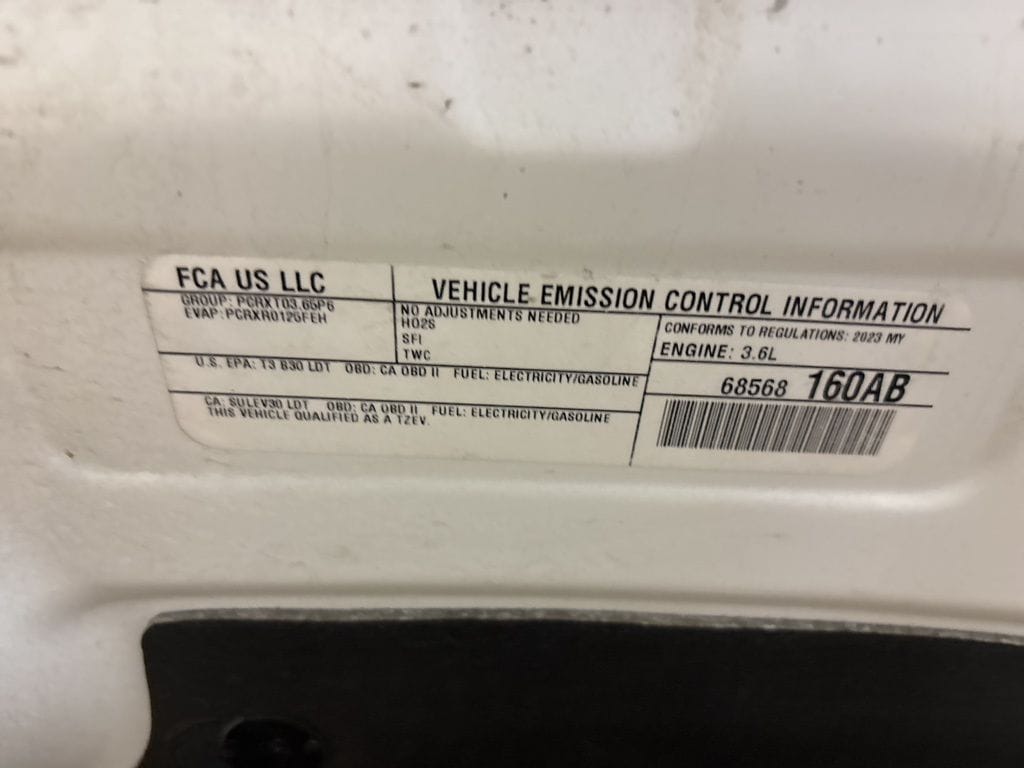 FCA US LLC
GROUP: PCRXT03.65P6
EVAP: PCRXR0125FEH
VEHICLE EMISSION CONTROL INFORMATION
NO ADJUSTMENTS NEEDED
HO2S
SFI
TWC
CONFORMS TO REGULATIONS: 2023 MY
ENGINE: 3.6L
U.S. EPA: T3 B30 LDT OBD: CA OBD II FUEL: ELECTRICITY/GASOLINE
68568 160AB
CA: SULEV30 LDT OBD: CA OBD II FUEL: ELECTRICITY/GASOLINE
THIS VEHICLE QUALIFIED AS A TZEV.